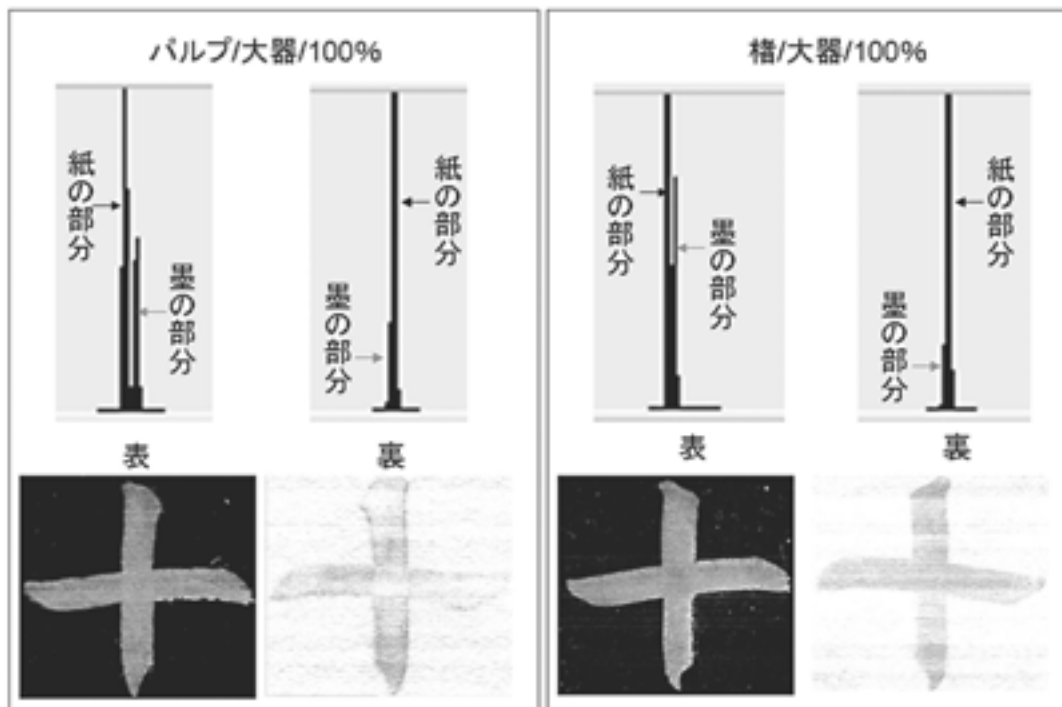 パルプ/大器/100%
紙の部分
墨の部分
紙の部分
墨の部分
表
裏
楮/大器/100%
紙の部分
墨の部分
紙の部分
墨の部分
表
裏